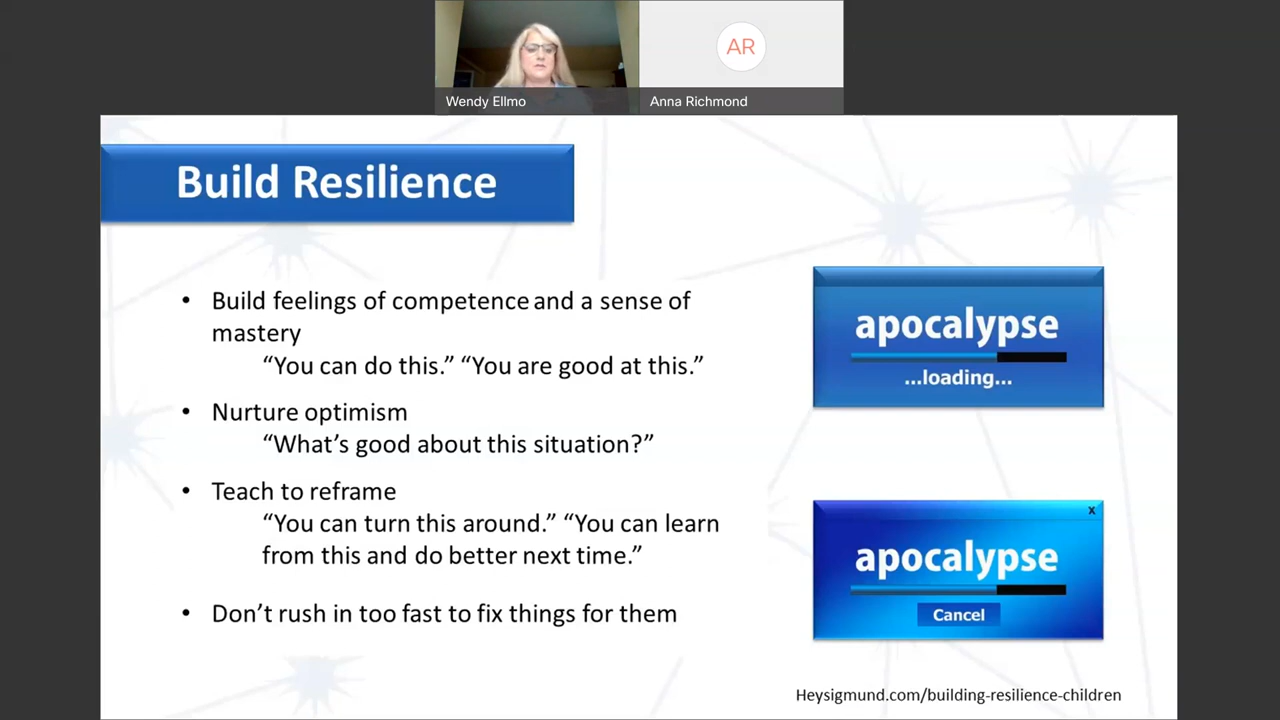 AR
Wendy Ellmo
Anna Richmond
Build Resilience
• Build feelings of competence and a sense of
mastery
“You can do this.” “You are good at this.”
• Nurture optimism
“What’s good about this situation?”
• Teach to reframe
“You can turn this around.” “You can learn
from this and do better next time.”
• Don’t rush in too fast to fix things for them
apocalypse
...loading...
x
apocalypse
Cancel
Heysigmund.com/building-resilience-children